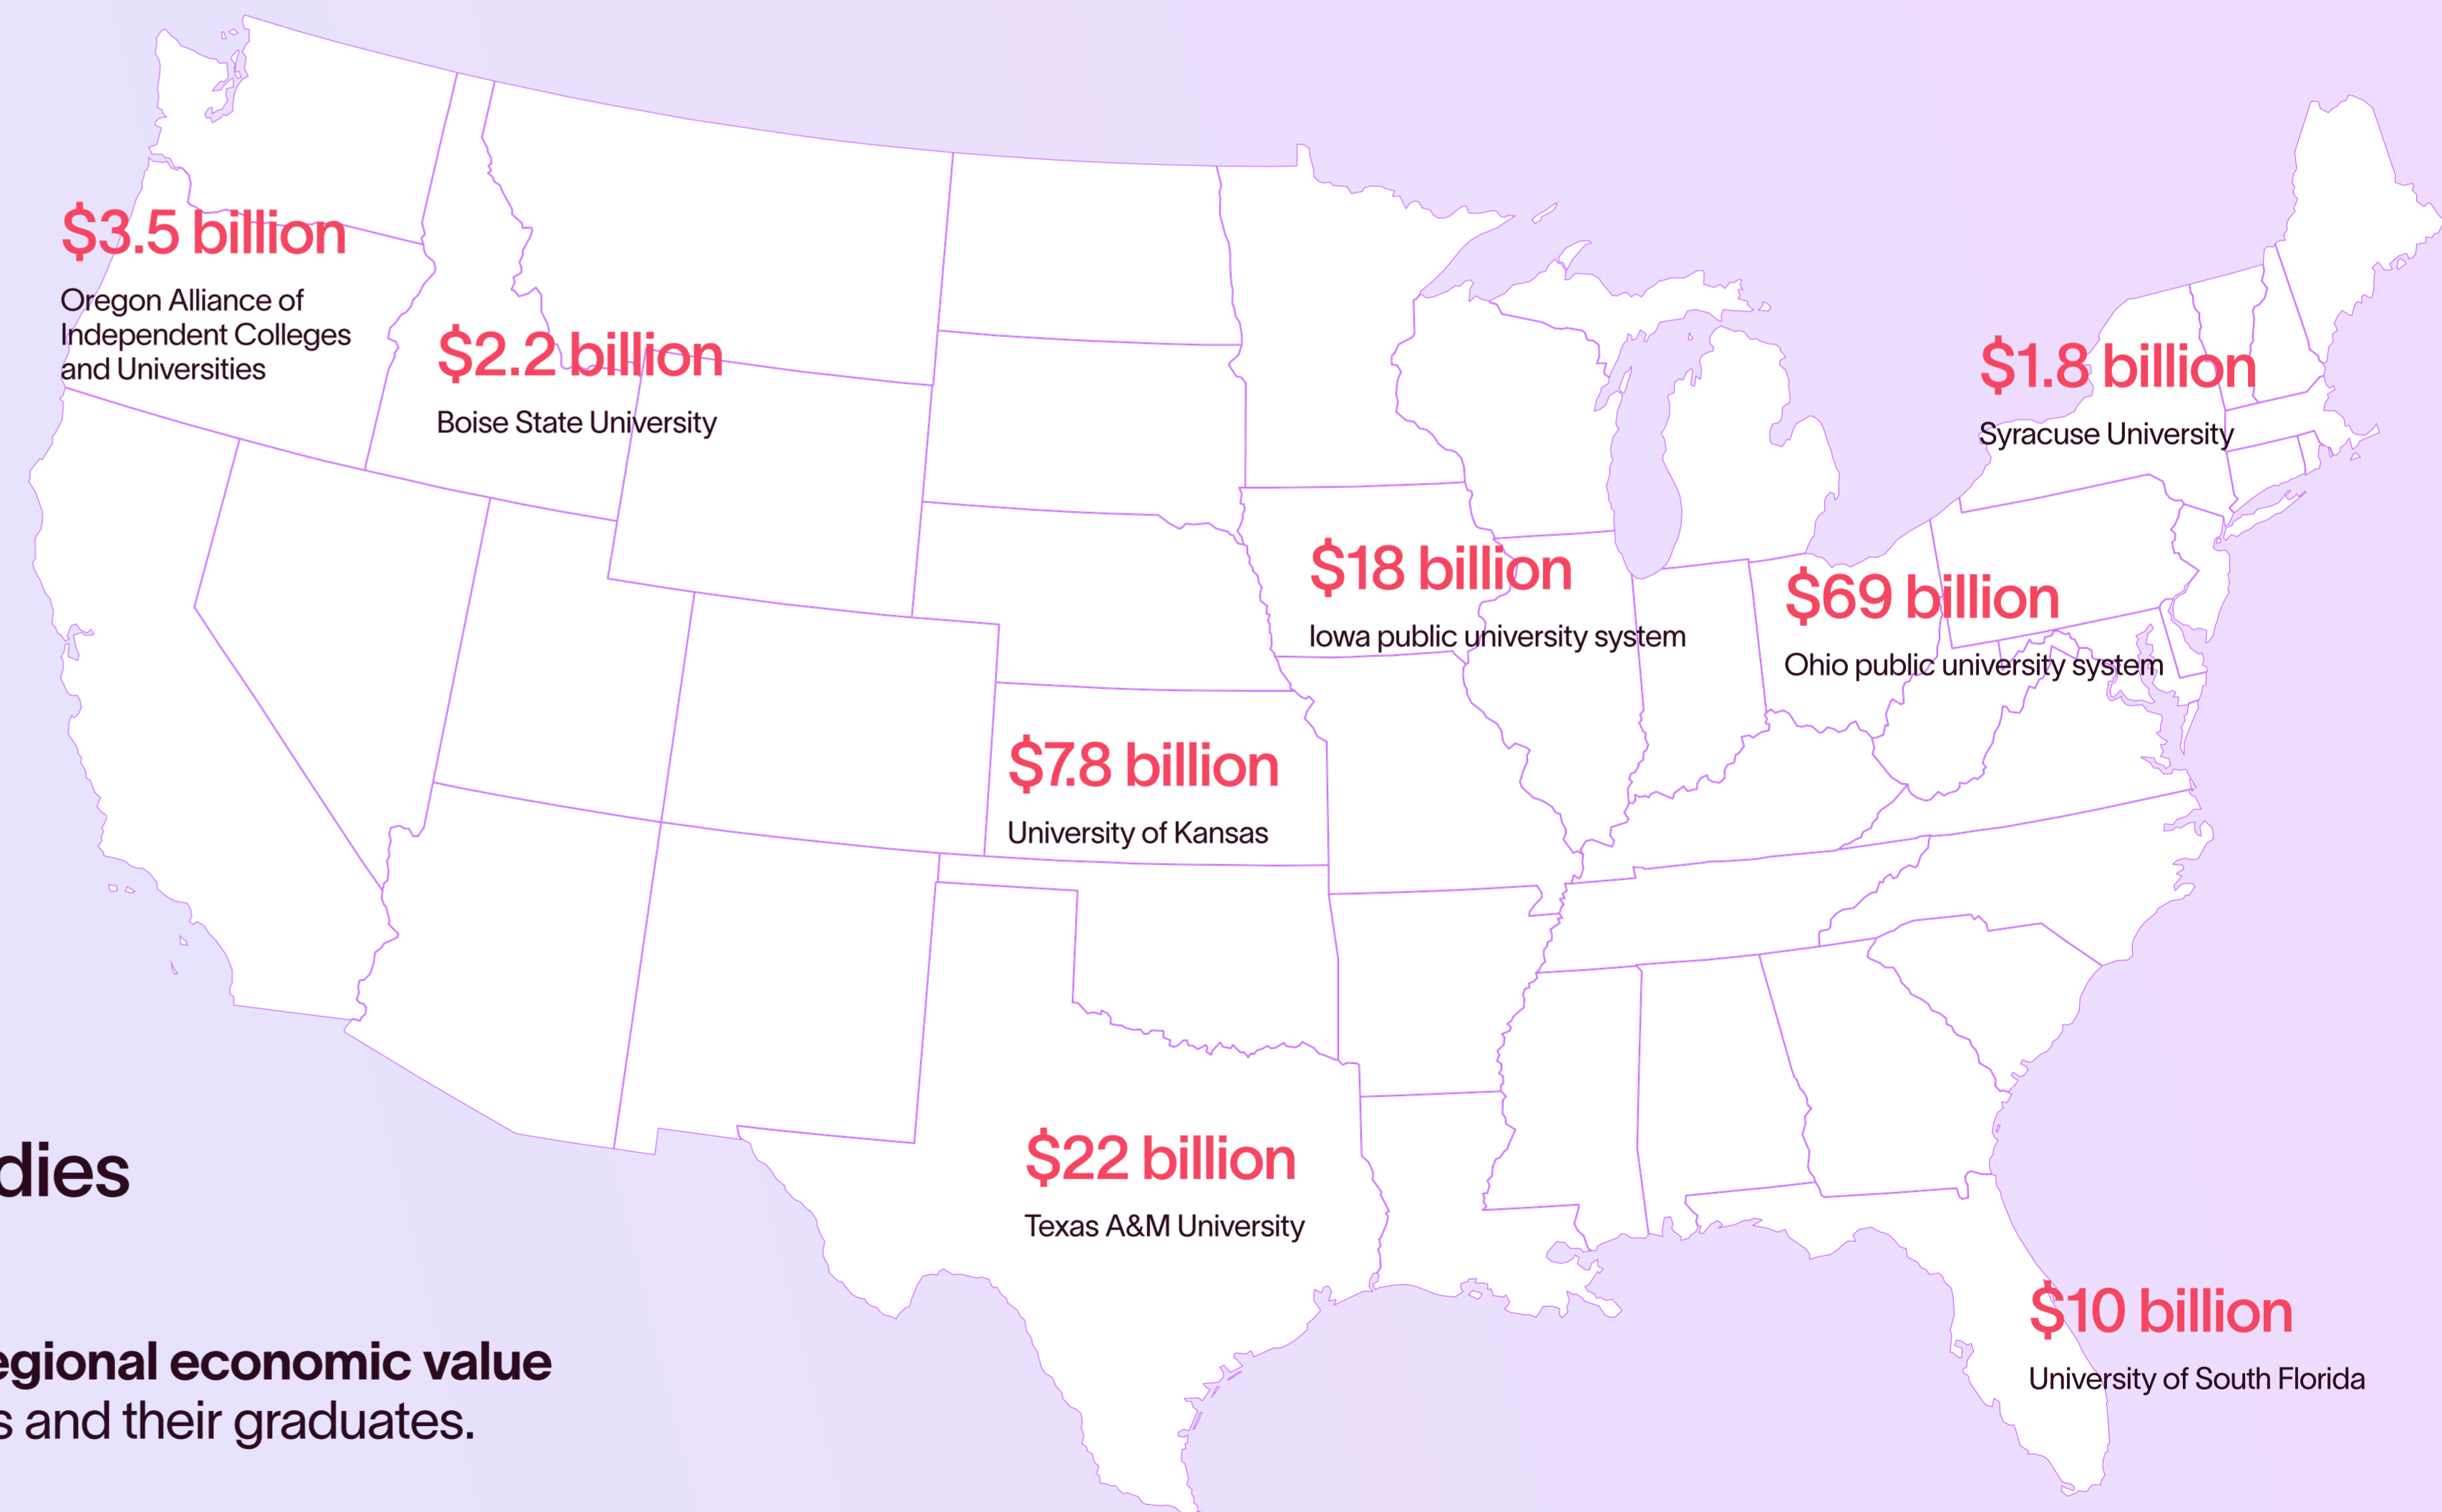 $3.5 billion
Oregon Alliance of
Independent Colleges
and Universities
$2.2 billion
Boise State University
$1.8 billion
Syracuse University
$18 billion
Iowa public university system
$69 billion
Ohio public university system
$7.8 billion
University of Kansas
$22 billion
Texas A&M University
$10 billion
University of South Florida
dies
egional economic value
s and their graduates.